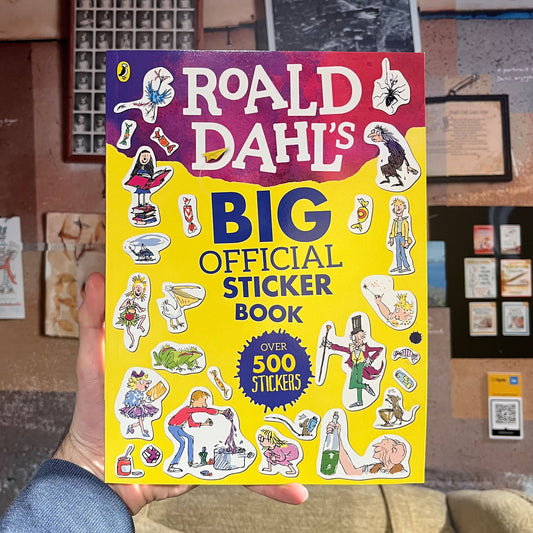 ROALD
DAHL'S
BIG
OFFICIAL
STICKER
BOOK
OVER
500
STICKERS